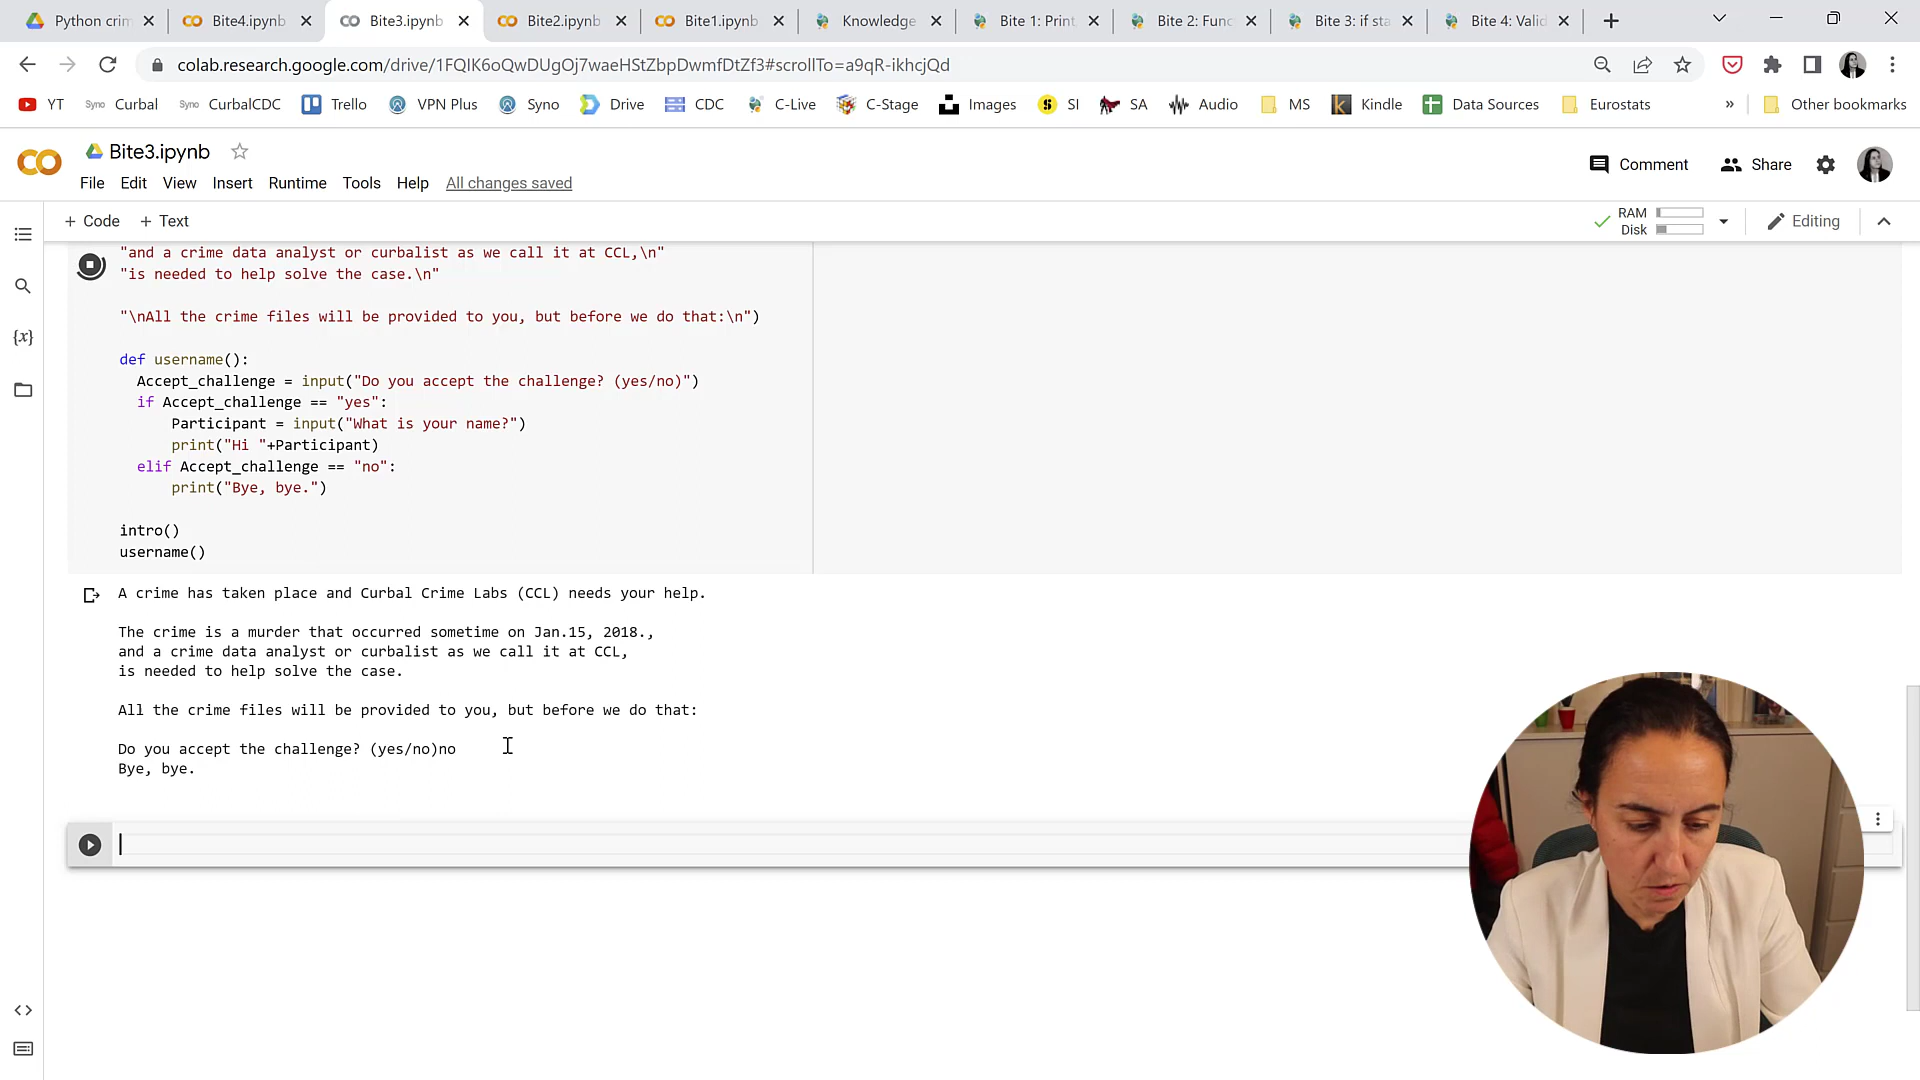 Python crim
Bite4.ipynb
Bite3.ipynb
Bite2.ipynb
Bite1.ipynb
Knowledge
Bite 1: Print
Bite 2: Func
Bite 3: if sta
Bite 4: Valid
colab.research.google.com/drive/1FQIK6oQwDUgOj7waeHStZbpDwmfDtZf3#scrollTo=a9qR-ikhcjQd
YT
Syno Curbal
Syno CurbalCDC
Trello
VPN Plus
Syno
Drive
CDC
C-Live
C-Stage
Images
SI
SA
Audio
MS
Kindle
Data Sources
Eurostats
»
Other bookmarks
CO
Bite3.ipynb
Comment
Share
File Edit View Insert Runtime Tools Help All changes saved
+ Code + Text
RAM
Disk
Editing
"and a crime data analyst or curbalist as we call it at CCL,\n"
"is needed to help solve the case.\n"
"\nAll the crime files will be provided to you, but before we do that:\n")
def username():
Accept_challenge = input("Do you accept the challenge? (yes/no)")
if Accept_challenge == "yes":
Participant = input("What is your name?")
print("Hi "+Participant)
elif Accept_challenge == "no":
print("Bye, bye.")
intro()
username()
A crime has taken place and Curbal Crime Labs (CCL) needs your help.
The crime is a murder that occurred sometime on Jan.15, 2018.,
and a crime data analyst or curbalist as we call it at CCL,
is needed to help solve the case.
All the crime files will be provided to you, but before we do that:
Do you accept the challenge? (yes/no)no
Bye, bye.
{x}
<>